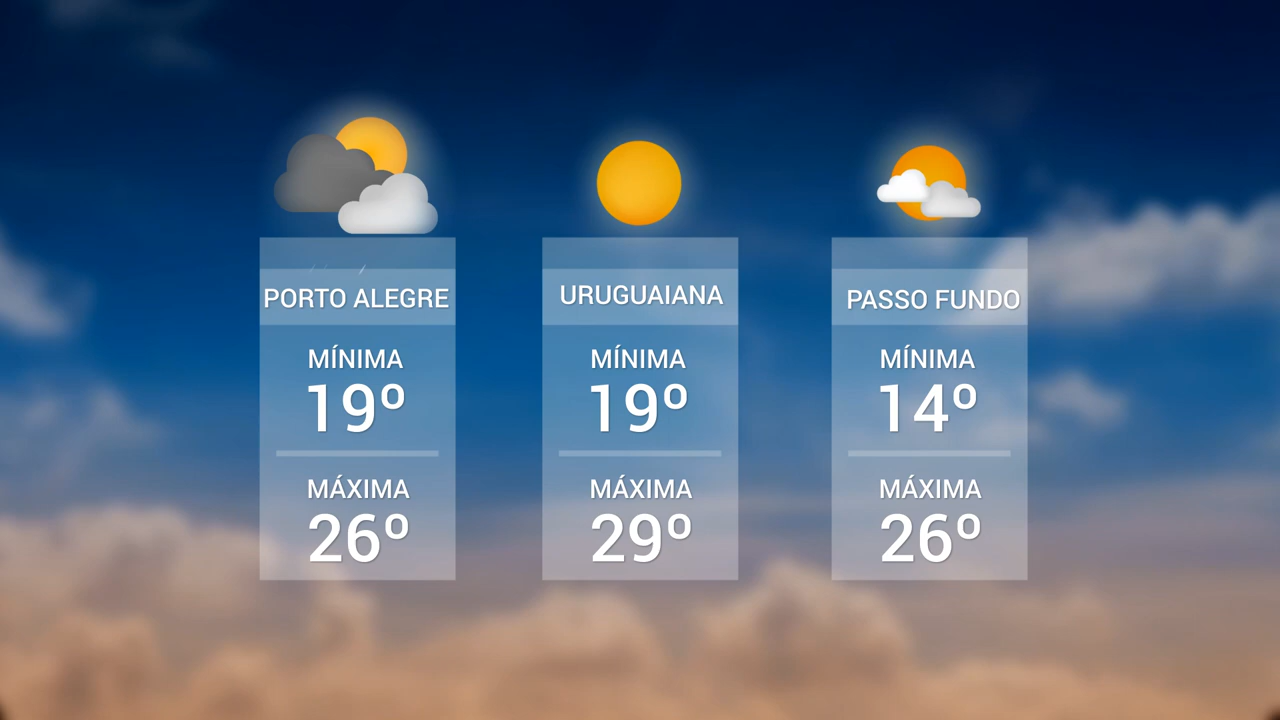 PORTO ALEGRE
MÍNIMA
19º
MÁXIMA
26º
URUGUAIANA
MÍNIMA
19º
MÁXIMA
29º
PASSO FUNDO
MÍNIMA
14º
MÁXIMA
26º